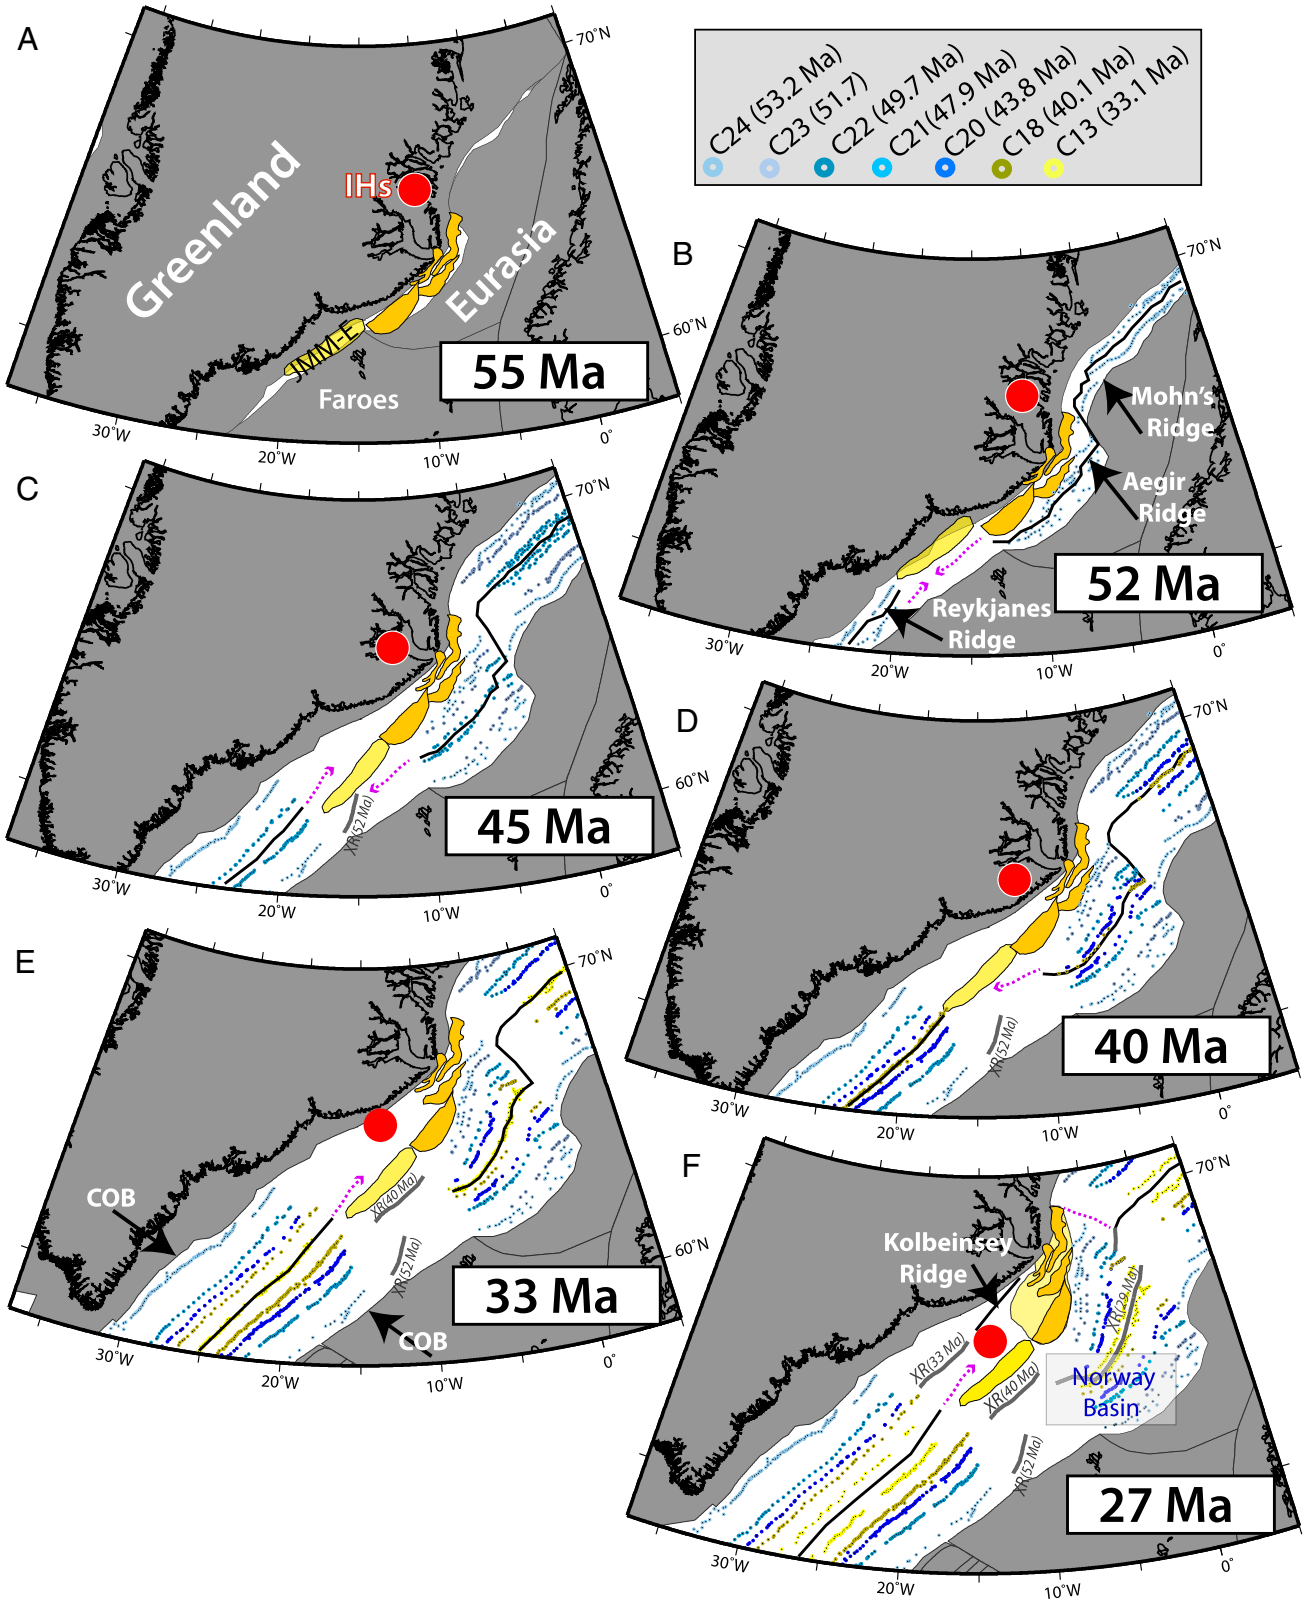 A
70°N
IHs
Greenland
Eurasia
JMM-E
60°N
55 Ma
Faroes
30°W
20°W
10°W
0°
C24 (53.2 Ma)
C23 (51.7)
C22 (49.7 Ma)
C21(47.9 Ma)
C20 (43.8 Ma)
C18 (40.1 Ma)
C13 (33.1 Ma)
B
70°N
Mohn's
Ridge
Aegir
Ridge
52 Ma
Reykjanes
Ridge
30°W
20°W
10°W
0°
C
70°N
60°N
45 Ma
XR(52 Ma)
30°W
20°W
10°W
0°
D
70°N
40 Ma
XR(52 Ma)
30°W
20°W
10°W
0°
E
70°N
COB
XR(40 Ma)
XR(52 Ma)
60°N
33 Ma
COB
30°W
20°W
10°W
0°
F
70°N
Kolbeinsey
Ridge
XR(29 Ma)
XR(33 Ma)
XR(40 Ma)
Norway
Basin
XR(52 Ma)
27 Ma
30°W
20°W
10°W
0°